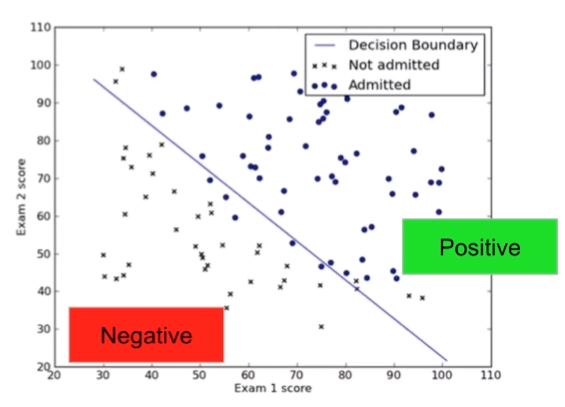 110
100
90
80
70
60
50
40
30
20
Exam 2 score
Decision Boundary
Not admitted
Admitted
Positive
Negative
20 30 40 50 60 70 80 90 100 110
Exam 1 score